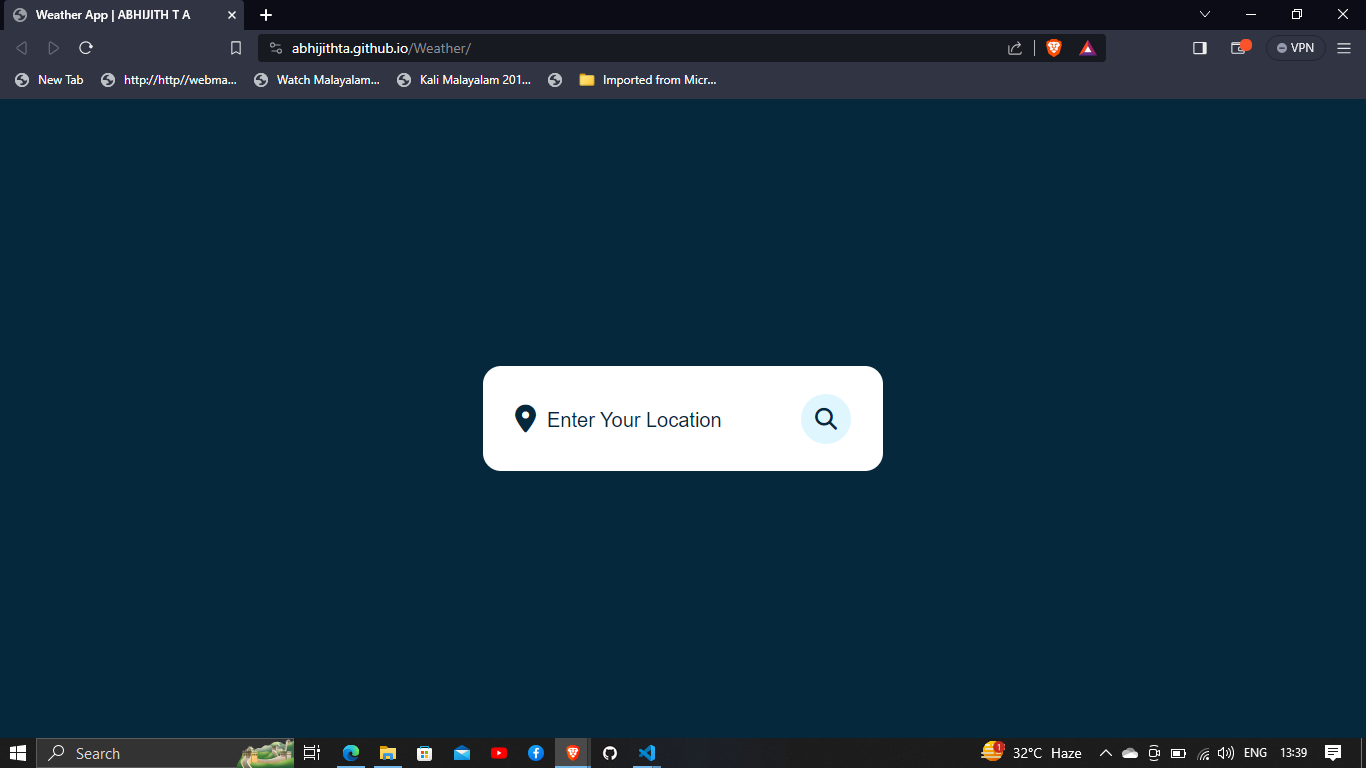 Weather App | ABHIJITH T A
abhijithta.github.io/Weather/
VPN
New Tab
http://http//webma...
Watch Malayalam...
Kali Malayalam 201...
Imported from Micr...
Enter Your Location
Search
1
32°C Haze
ENG
13:39